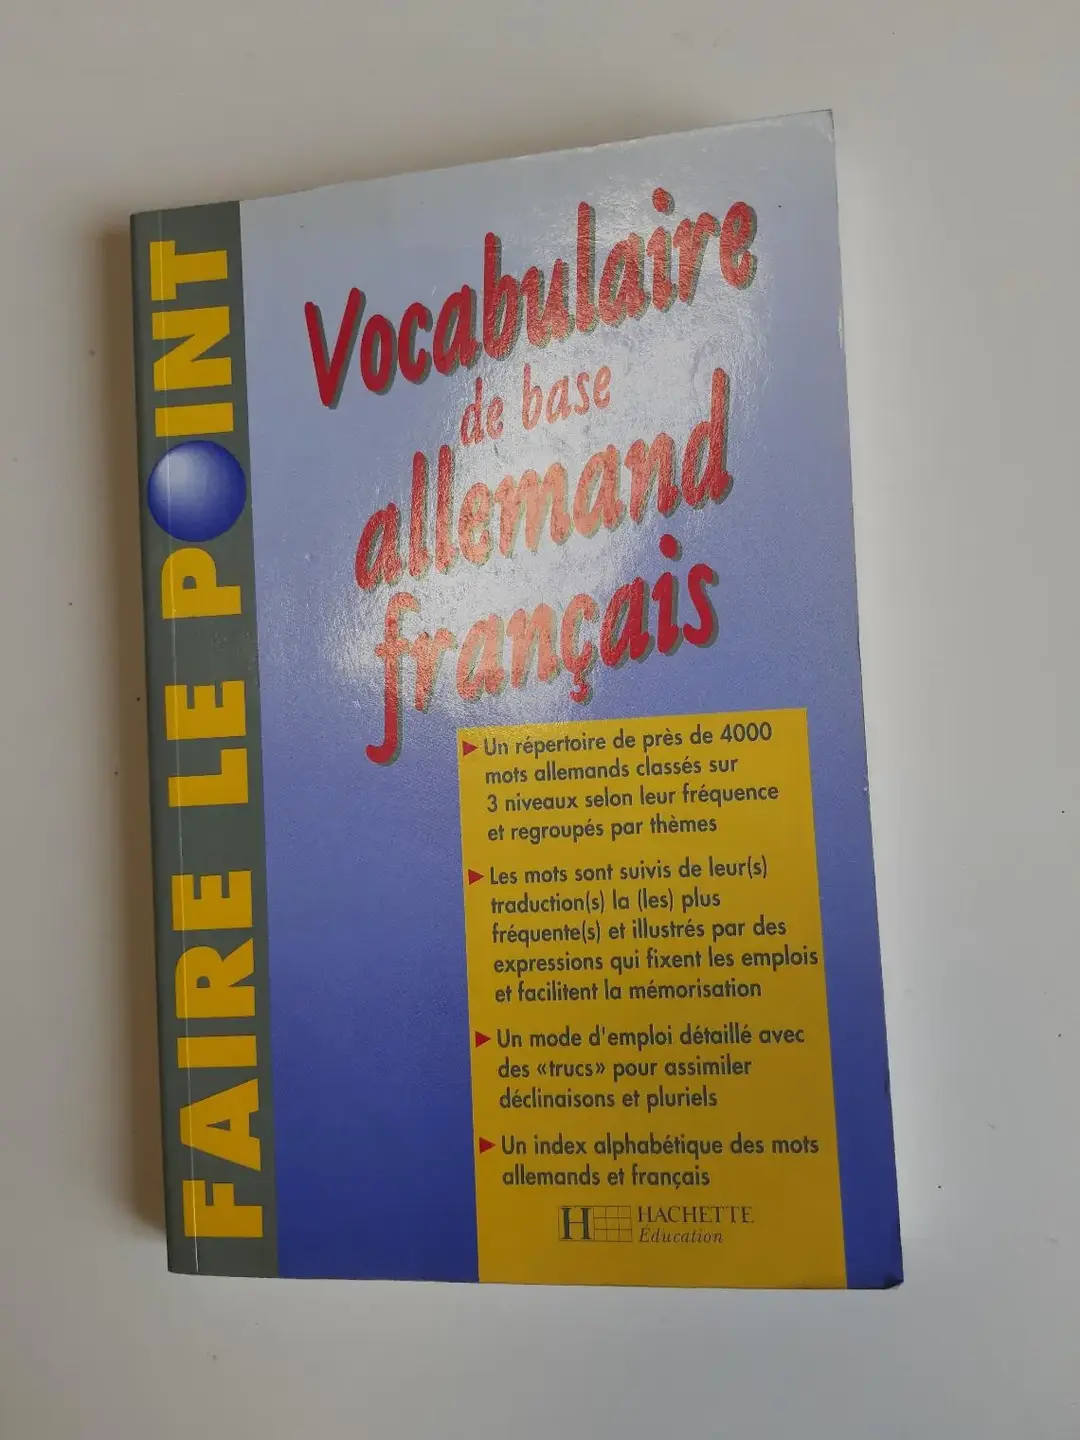 FAIRE LE POINT
Vocabulaire
de base
allemand
français
▶ Un répertoire de près de 4000
mots allemands classés sur
3 niveaux selon leur fréquence
et regroupés par thèmes
▶ Les mots sont suivis de leur(s)
traduction(s) la (les) plus
fréquente(s) et illustrés par des
expressions qui fixent les emplois
et facilitent la mémorisation
▶ Un mode d'emploi détaillé avec
des «trucs» pour assimiler
déclinaisons et pluriels
▶ Un index alphabétique des mots
allemands et français
H HACHETTE
Éducation